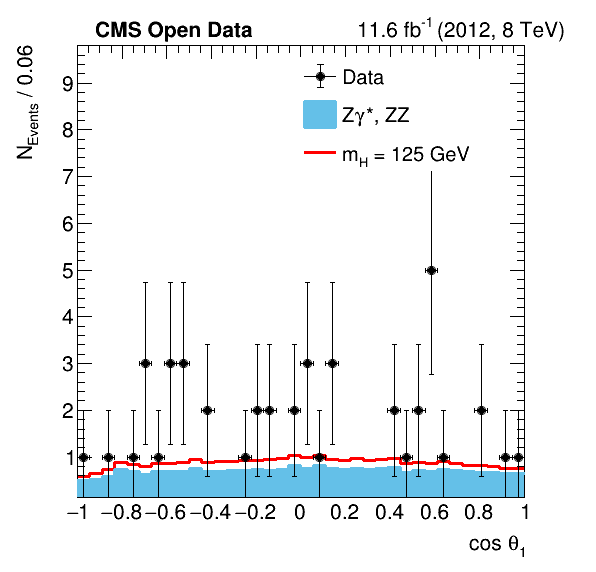 CMS Open Data 11.6 fb⁻¹ (2012, 8 TeV)
N_Events / 0.06
Data
Zγ*, ZZ
m_H = 125 GeV
9
8
7
6
5
4
3
2
1
−1 −0.8 −0.6 −0.4 −0.2 0 0.2 0.4 0.6 0.8 1
cos θ₁